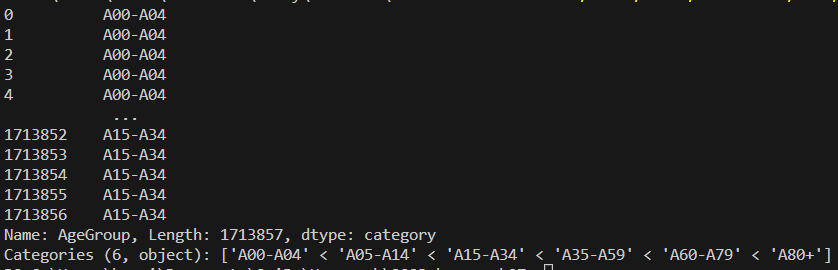 0 A00-A04
1 A00-A04
2 A00-A04
3 A00-A04
4 A00-A04
...
1713852 A15-A34
1713853 A15-A34
1713854 A15-A34
1713855 A15-A34
1713856 A15-A34
Name: AgeGroup, Length: 1713857, dtype: category
Categories (6, object): ['A00-A04' < 'A05-A14' < 'A15-A34' < 'A35-A59' < 'A60-A79' < 'A80+']